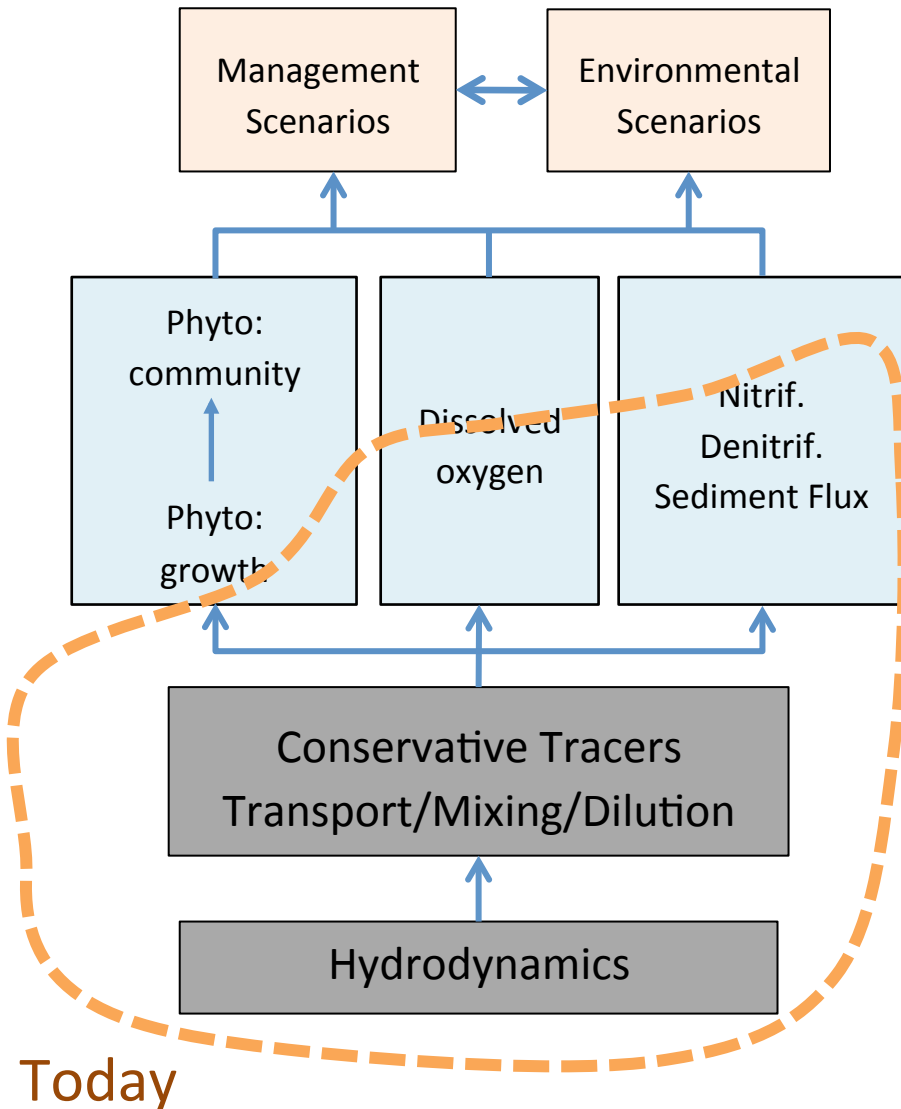 Management
Scenarios
Environmental
Scenarios
Phyto:
community
Phyto:
growth
Dissolved
oxygen
Nitrif.
Denitrif.
Sediment Flux
Conservative Tracers
Transport/Mixing/Dilution
Hydrodynamics
Today